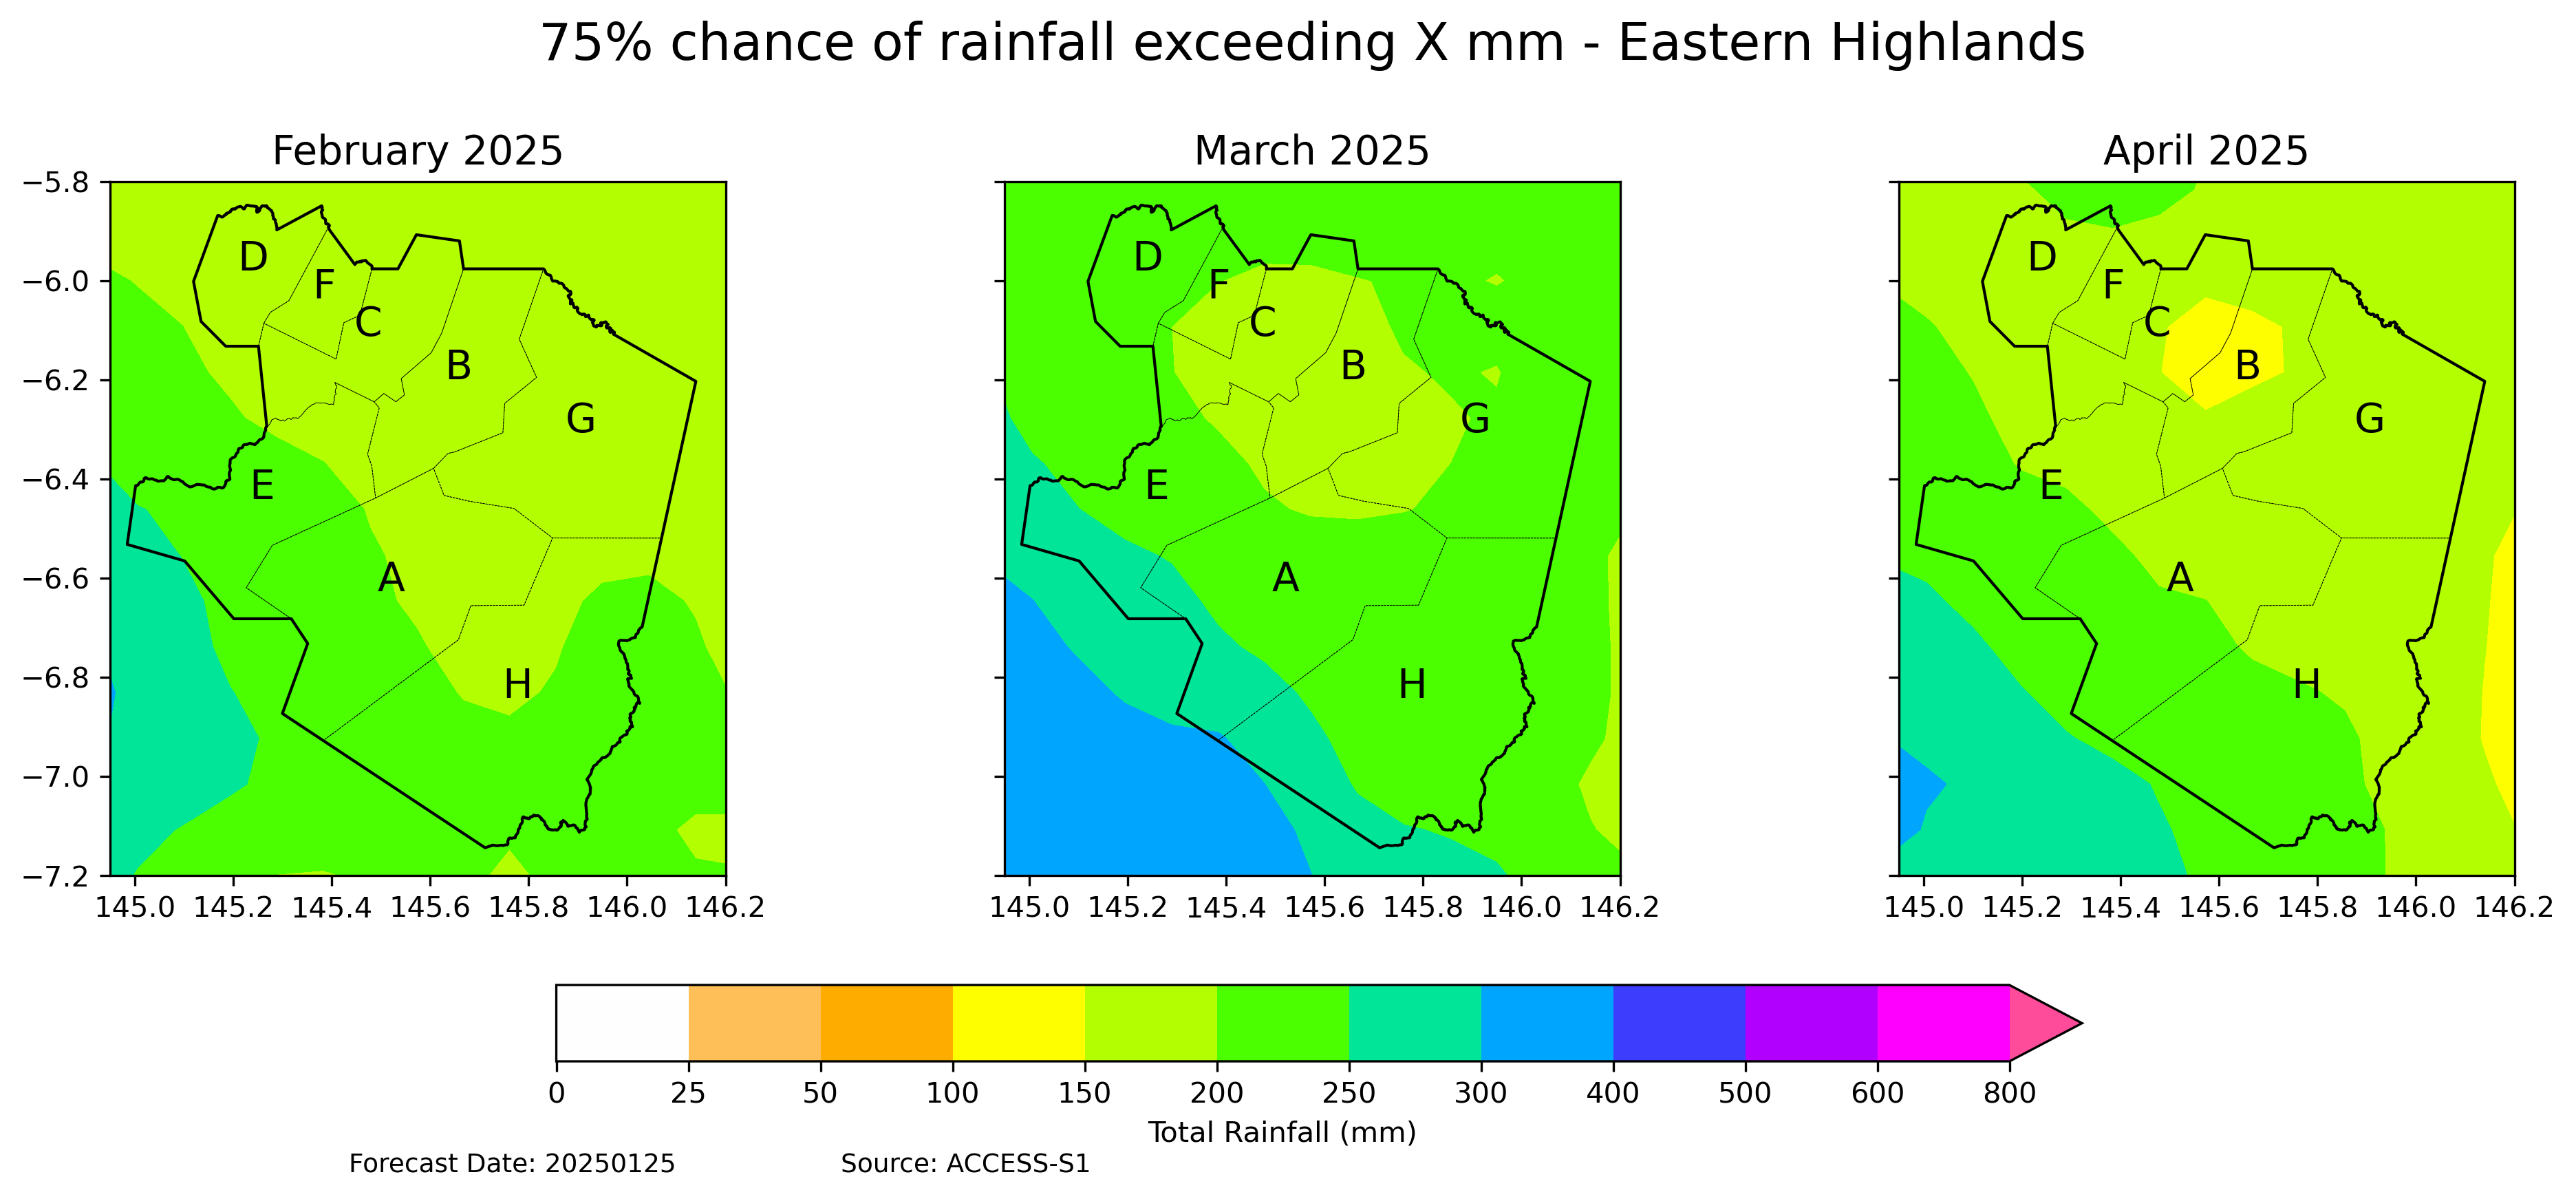 75% chance of rainfall exceeding X mm - Eastern Highlands
February 2025
March 2025
April 2025
−5.8
−6.0
−6.2
−6.4
−6.6
−6.8
−7.0
−7.2
D
F
C
B
G
E
A
H
145.0 145.2 145.4 145.6 145.8 146.0 146.2
D
F
C
B
G
E
A
H
145.0 145.2 145.4 145.6 145.8 146.0 146.2
D
F
C
B
G
E
A
H
145.0 145.2 145.4 145.6 145.8 146.0 146.2
0 25 50 100 150 200 250 300 400 500 600 800
Total Rainfall (mm)
Forecast Date: 20250125
Source: ACCESS-S1